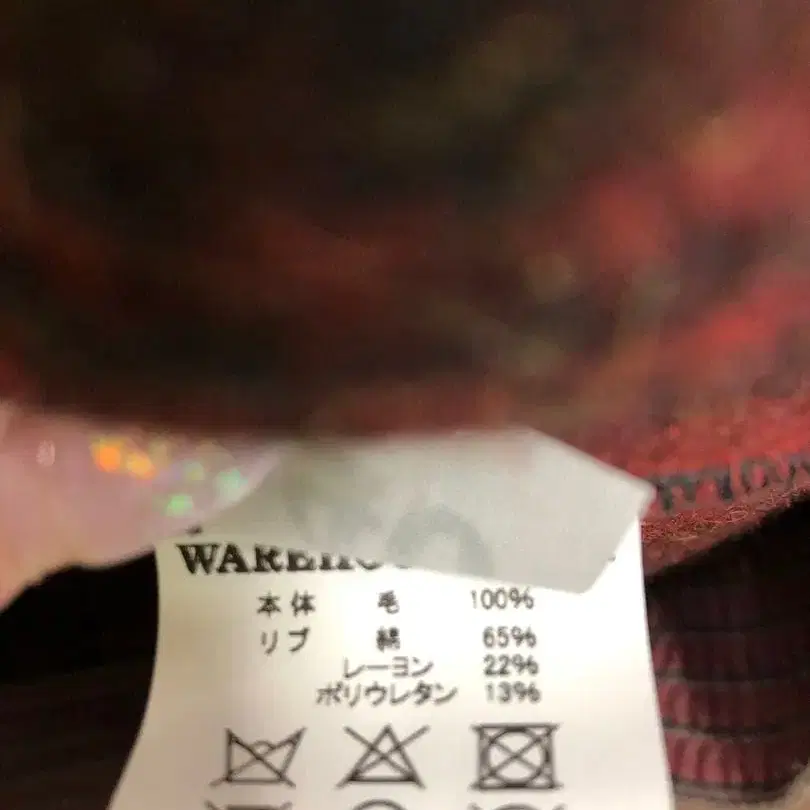 WAREHO
本体 毛 100%
リブ 綿 65%
レーヨン 22%
ポリウレタン 13%